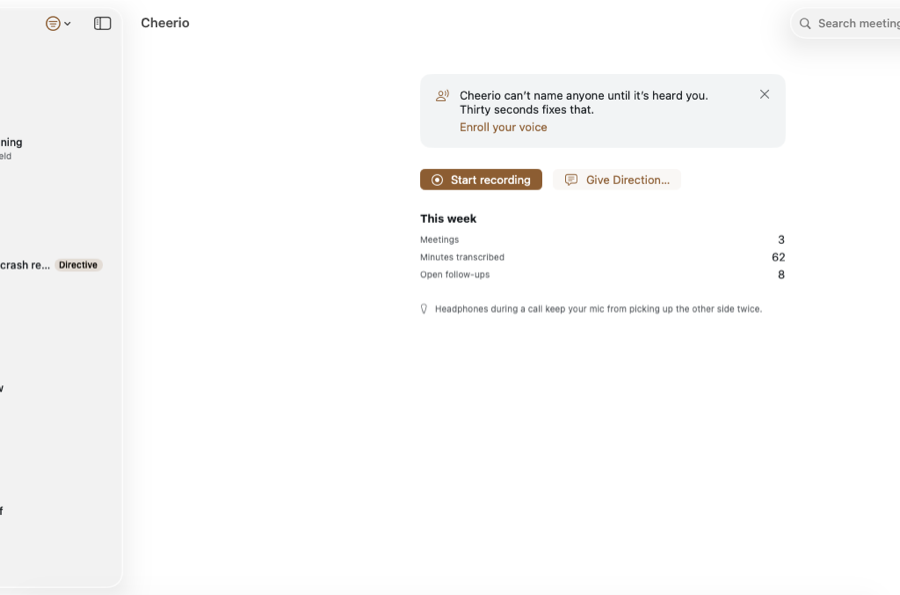 Cheerio
Search meeting
ning
eld
crash re... Directive
f
Cheerio can't name anyone until it's heard you.
Thirty seconds fixes that.
Enroll your voice
Start recording
Give Direction...
This week
Meetings 3
Minutes transcribed 62
Open follow-ups 8
Headphones during a call keep your mic from picking up the other side twice.